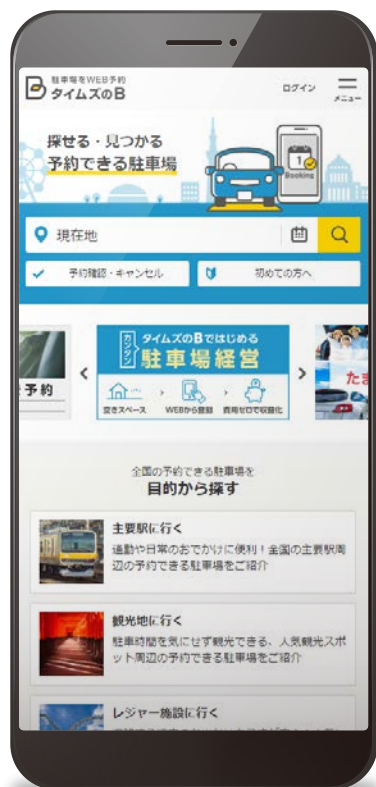 駐車場をWEB予約
タイムズのB
ログイン
メニュー
探せる・見つかる
予約できる駐車場
1
Booking
現在地
予約確認・キャンセル
初めての方へ
予約
カンタン
タイムズのBではじめる
駐車場経営
空きスペース
WEBから登録
費用ゼロで収益化
たま
全国の予約できる駐車場を
目的から探す
主要駅に行く
通勤や日常のおでかけに便利！全国の主要駅周
辺の予約できる駐車場をご紹介
観光地に行く
駐車時間を気にせず観光できる、人気観光スポ
ット周辺の予約できる駐車場をご紹介
レジャー施設に行く